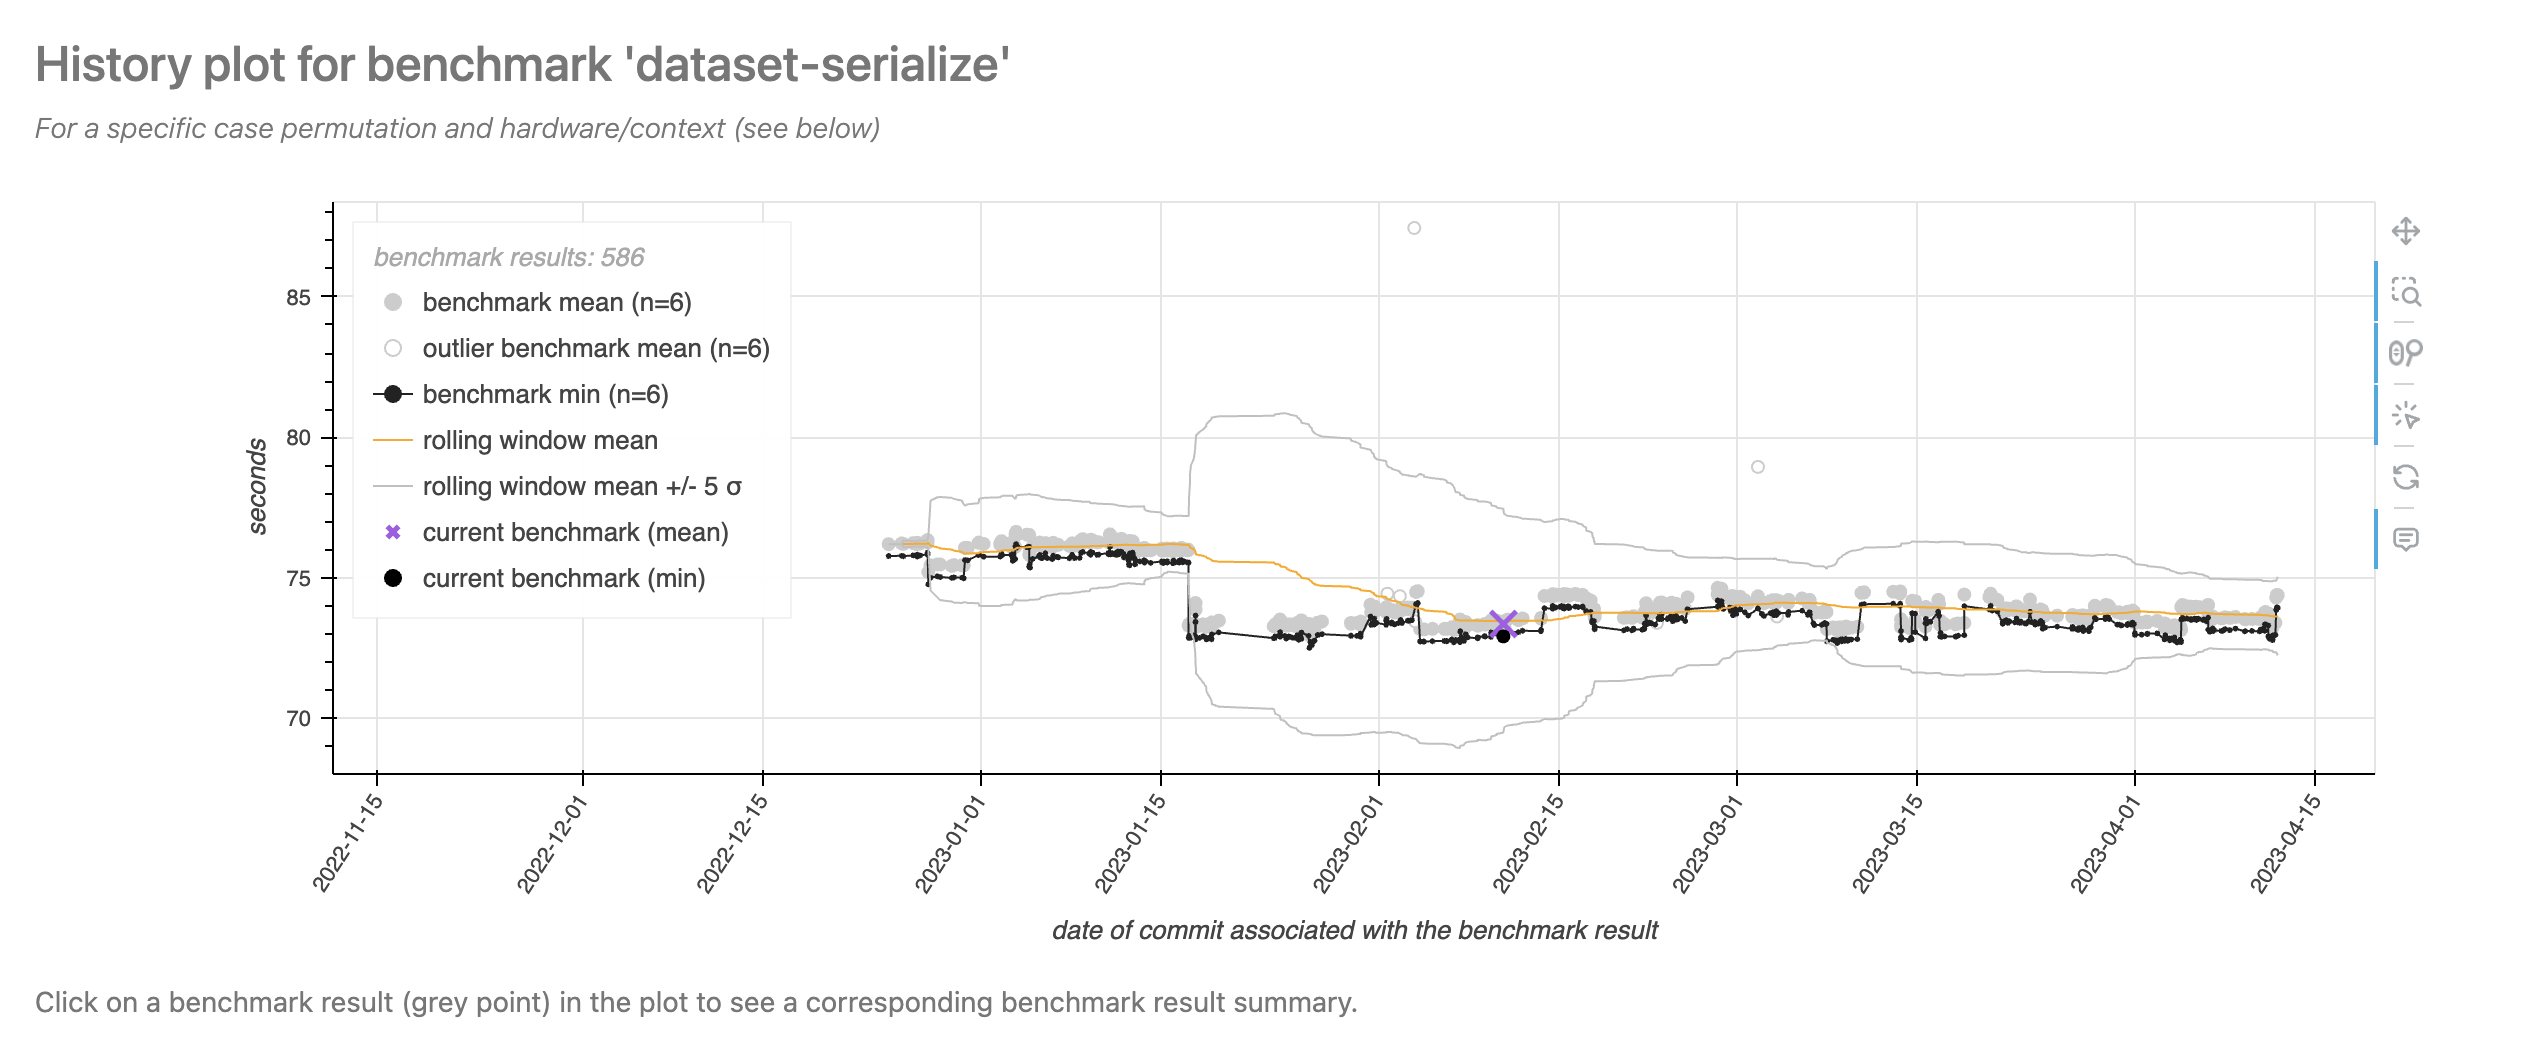 History plot for benchmark 'dataset-serialize'
For a specific case permutation and hardware/context (see below)
benchmark results: 586
benchmark mean (n=6)
outlier benchmark mean (n=6)
benchmark min (n=6)
rolling window mean
rolling window mean +/- 5 σ
current benchmark (mean)
current benchmark (min)
seconds
85
80
75
70
2022-11-15
2022-12-01
2022-12-15
2023-01-01
2023-01-15
2023-02-01
2023-02-15
2023-03-01
2023-03-15
2023-04-01
2023-04-15
date of commit associated with the benchmark result
Click on a benchmark result (grey point) in the plot to see a corresponding benchmark result summary.